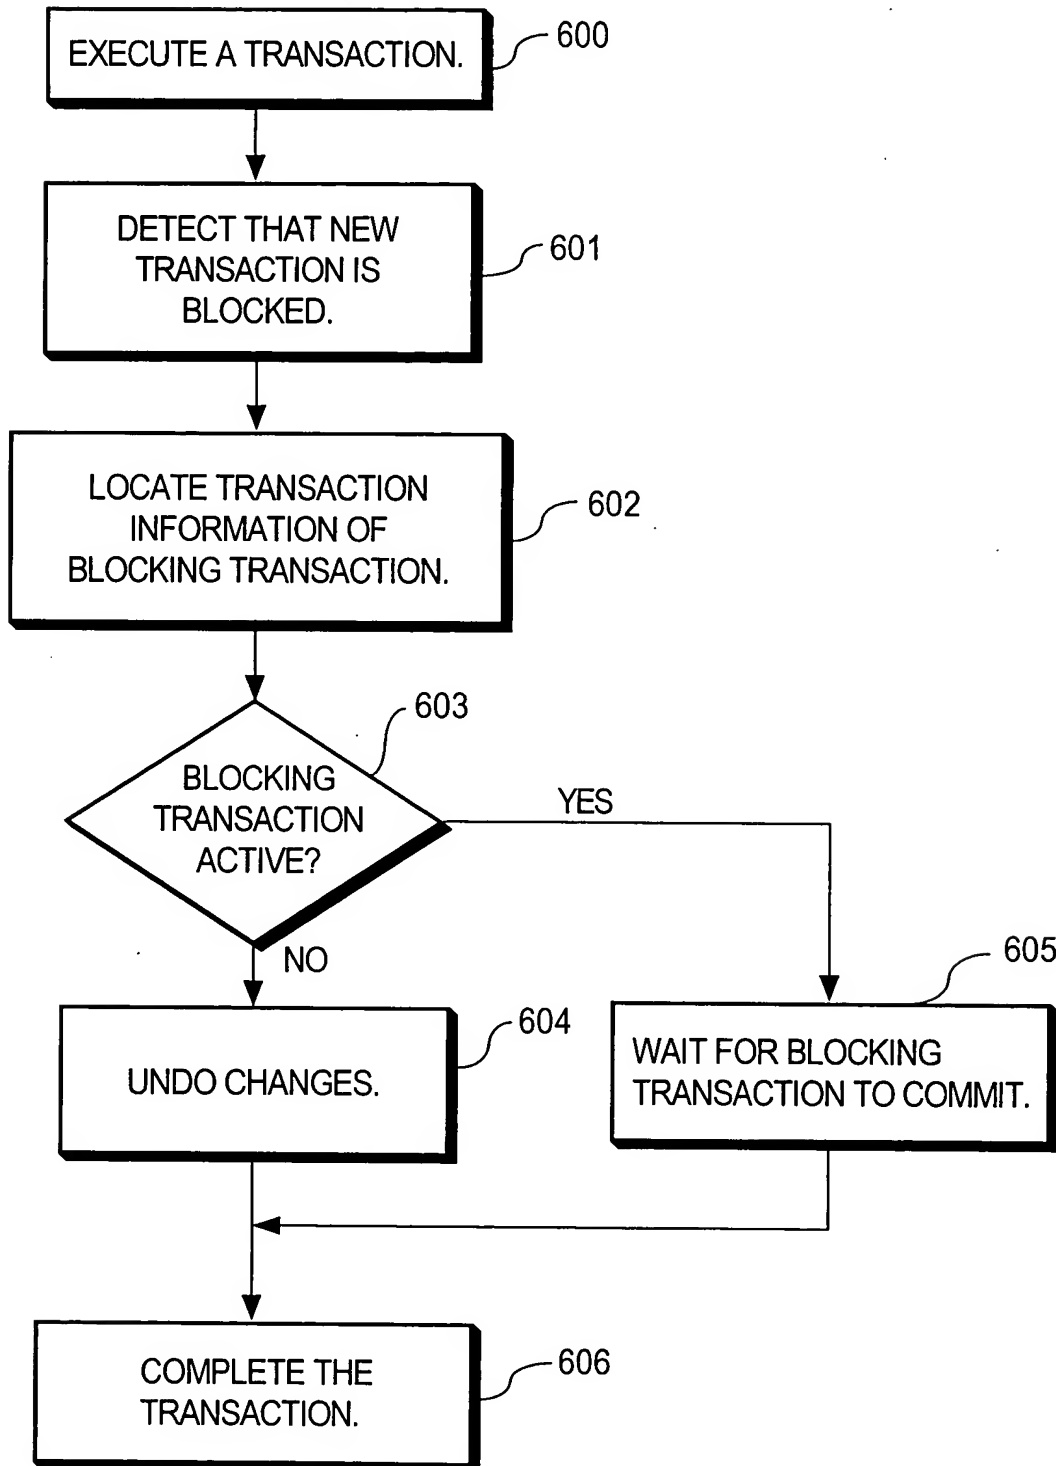 EXECUTE A TRANSACTION.
600
DETECT THAT NEW
TRANSACTION IS
BLOCKED.
601
LOCATE TRANSACTION
INFORMATION OF
BLOCKING TRANSACTION.
602
603
BLOCKING
TRANSACTION
ACTIVE?
YES
NO
604
UNDO CHANGES.
605
WAIT FOR BLOCKING
TRANSACTION TO COMMIT.
COMPLETE THE
TRANSACTION.
606